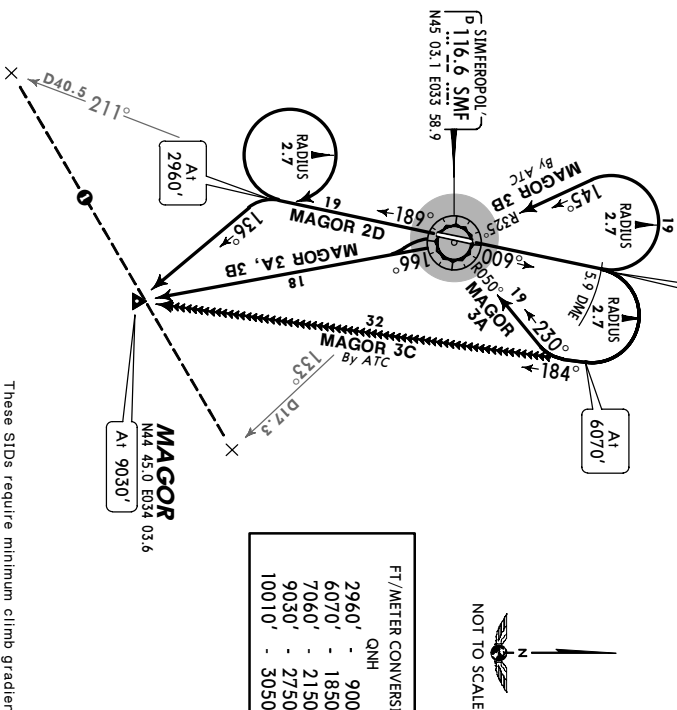 SIMFEROPOL'
D 116.6 SMF
N45 03.1 E033 58.9
D40.5
211°
RADIUS
2.7
At
2960'
19
MAGOR 2D
189°
136°
MAGOR 3A, 3B
18
166°
MAGOR 3B
By ATC
145°
R325°
RADIUS
2.7
19
009°
5.9 DME
RADIUS
2.7
R050°
MAGOR
3A
19
230°
184°
At
6070'
32
MAGOR 3C
By ATC
133°
D17.3
MAGOR
N44 45.0 E034 03.6
At 9030'
NOT TO SCALE
N
FT/METER CONVERSI
QNH
2960' - 900
6070' - 1850
7060' - 2150
9030' - 2750
10010' - 3050
These SIDs require minimum climb gradien
1